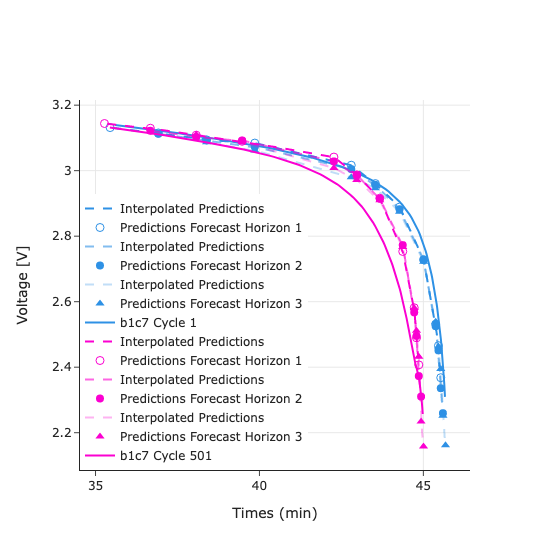 3.2
3
2.8
2.6
2.4
2.2
Voltage [V]
Interpolated Predictions
Predictions Forecast Horizon 1
Interpolated Predictions
Predictions Forecast Horizon 2
Interpolated Predictions
Predictions Forecast Horizon 3
b1c7 Cycle 1
Interpolated Predictions
Predictions Forecast Horizon 1
Interpolated Predictions
Predictions Forecast Horizon 2
Interpolated Predictions
Predictions Forecast Horizon 3
b1c7 Cycle 501
35 40 45
Times (min)